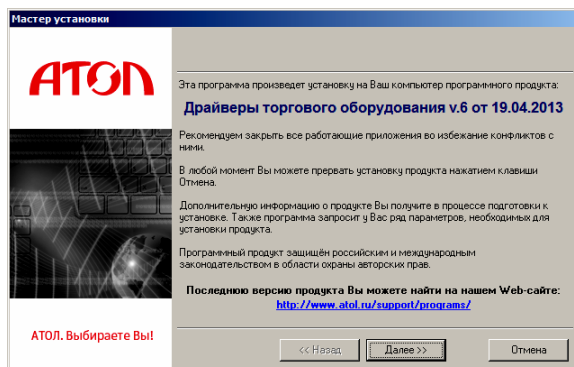 Мастер установки
АТОЛ
Эта программа произведет установку на Ваш компьютер программного продукта:
Драйверы торгового оборудования v.6 от 19.04.2013
Рекомендуем закрыть все работающие приложения во избежание конфликтов с
ними.
В любой момент Вы можете прервать установку продукта нажатием клавиши
Отмена.
Дополнительную информацию о продукте Вы получите в процессе подготовки к
установке. Также программа запросит у Вас ряд параметров, необходимых для
установки продукта.
Программный продукт защищён российским и международным
законодательством в области охраны авторских прав.
Последнюю версию продукта Вы можете найти на нашем Web-сайте:
http://www.atol.ru/support/programs/
АТОЛ. Выбираете Вы!
<< Назад
Далее >>
Отмена